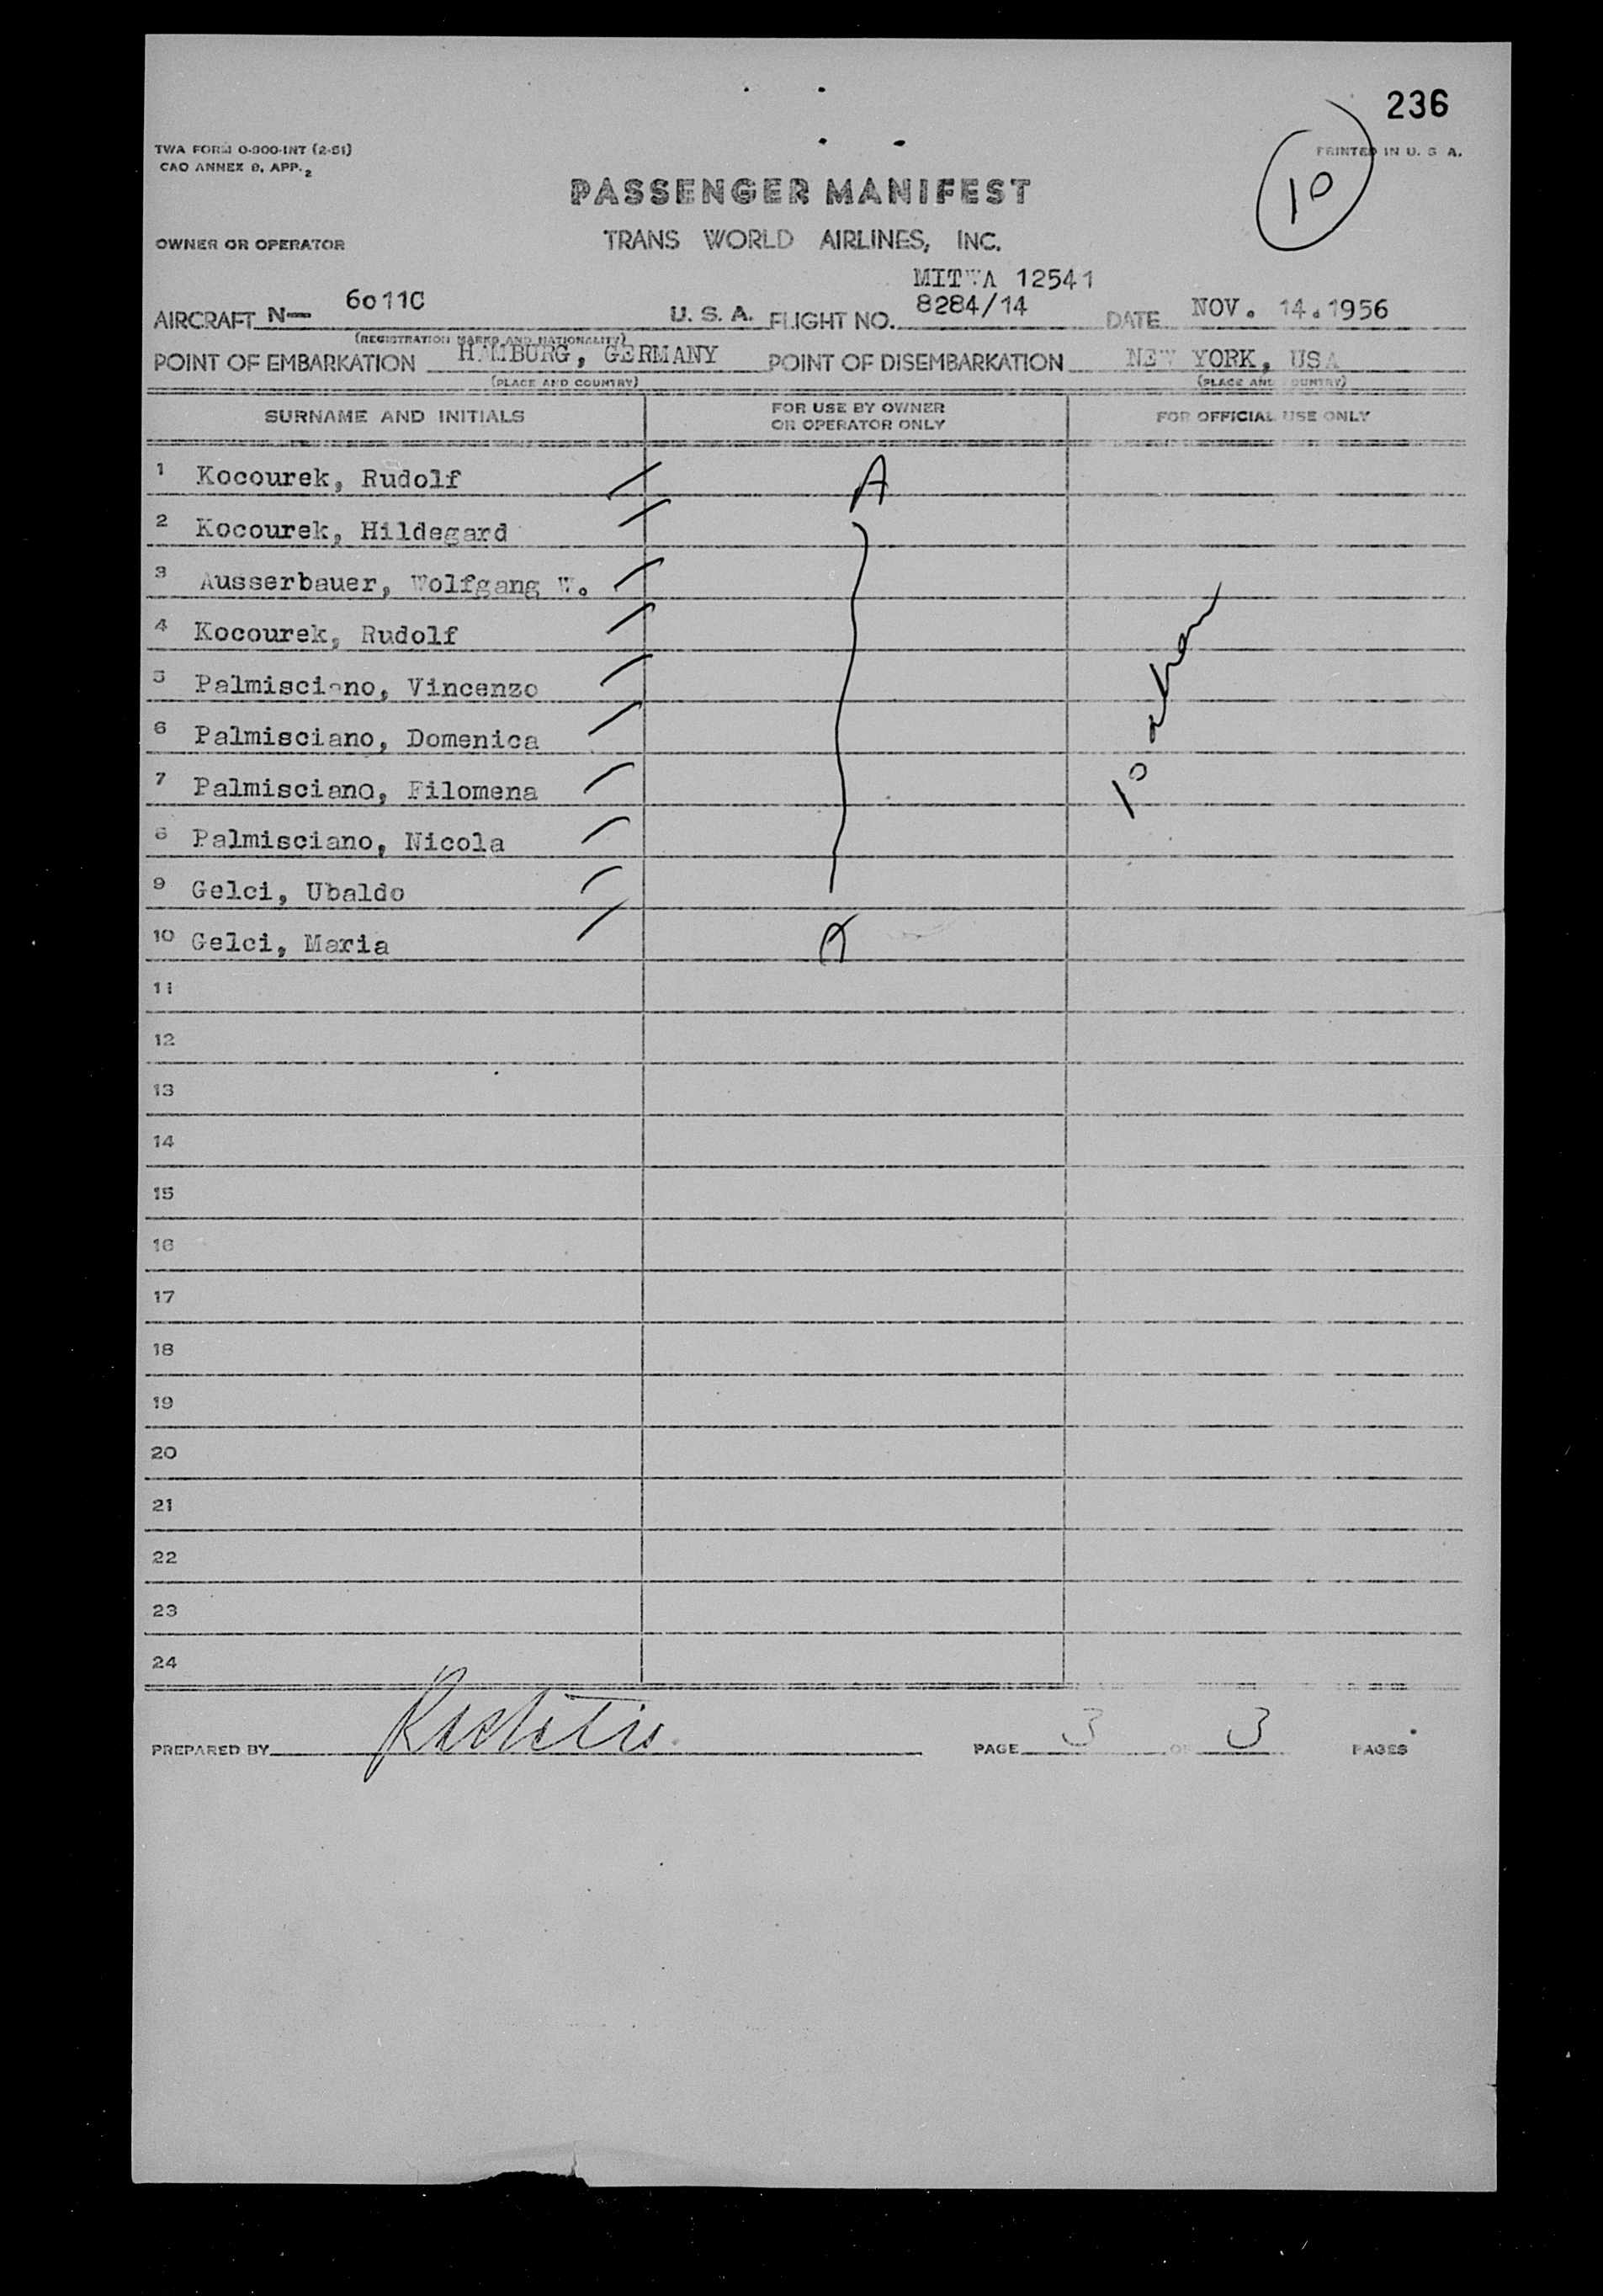 236
TWA FORM O-900-INT (2-51)
CAO ANNEX 9, APP. 2
PRINTED IN U. S. A.
10
PASSENGER MANIFEST
OWNER OR OPERATOR
TRANS WORLD AIRLINES, INC.
MITWA 12541
AIRCRAFT N— 6011C U. S. A. FLIGHT NO. 8284/14 DATE NOV. 14.1956
(REGISTRATION MARKS AND NATIONALITY)
POINT OF EMBARKATION HAMBURG, GERMANY POINT OF DISEMBARKATION NEW YORK, USA
(PLACE AND COUNTRY) (PLACE AND COUNTRY)
SURNAME AND INITIALS FOR USE BY OWNER OR OPERATOR ONLY FOR OFFICIAL USE ONLY
1 Kocourek, Rudolf A
2 Kocourek, Hildegard
3 Ausserbauer, Wolfgang W.
4 Kocourek, Rudolf
5 Palmisciano, Vincenzo
6 Palmisciano, Domenica
7 Palmisciano, Filomena
10
8 Palmisciano, Nicola
9 Gelci, Ubaldo
10 Gelci, Maria
11
12
13
14
15
16
17
18
19
20
21
22
23
24
PREPARED BY PAGE 3 OF 3 PAGES